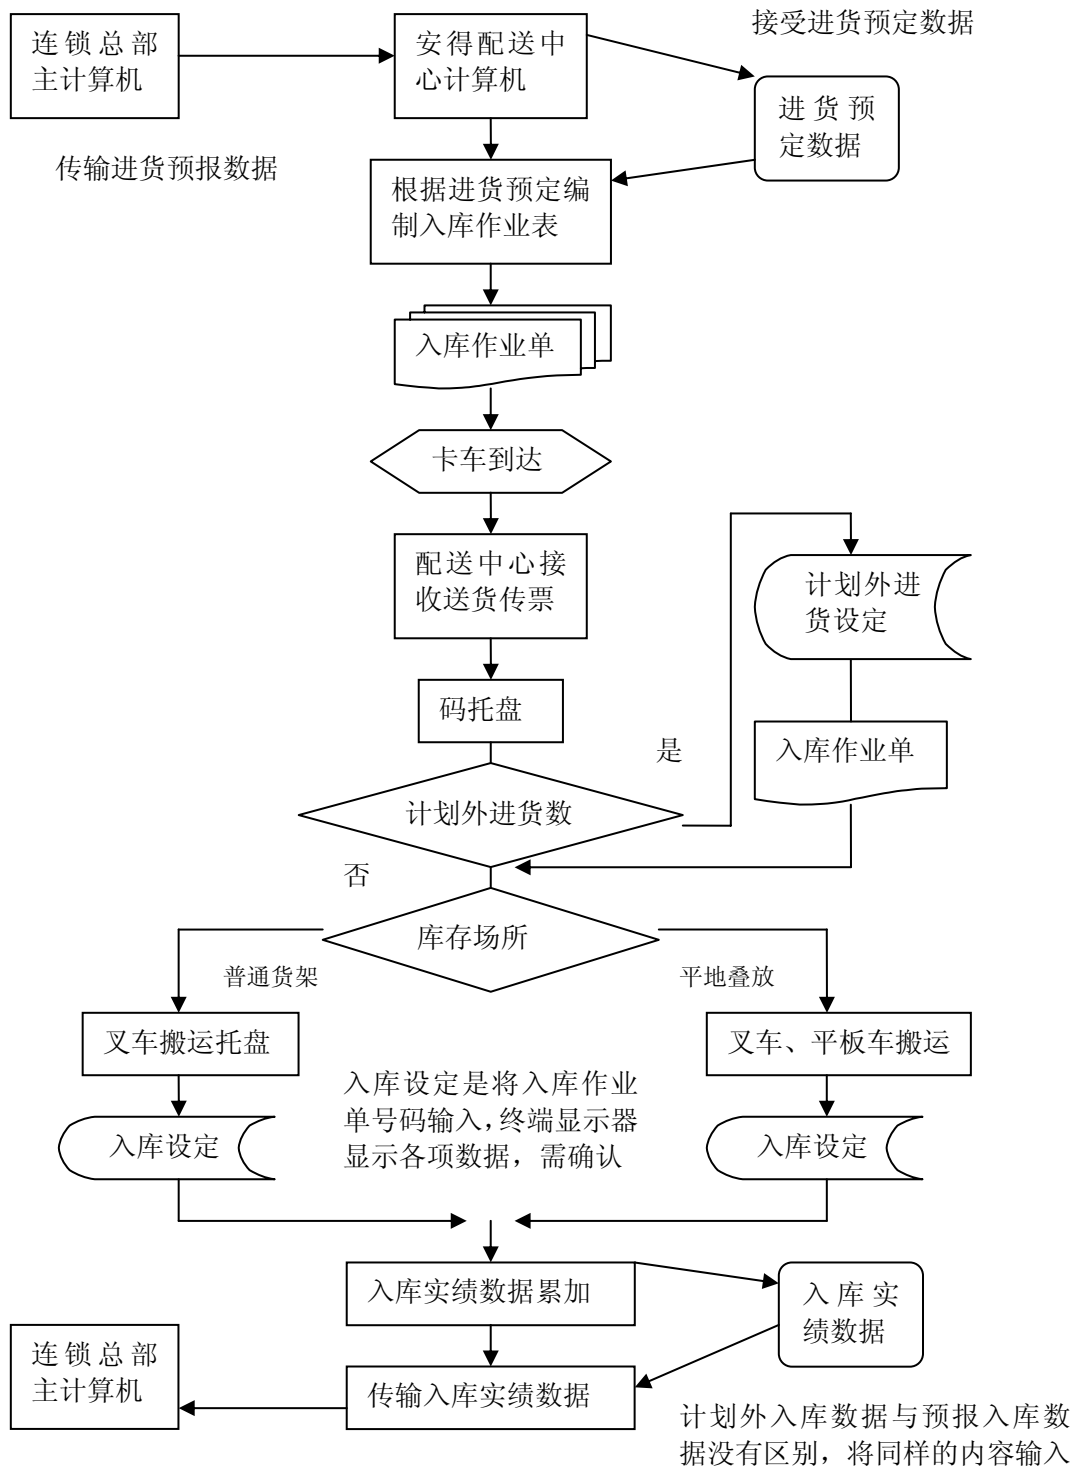 接受进货预定数据
连锁总部
主计算机
安得配送中
心计算机
进货预
定数据
传输进货预报数据
根据进货预定编
制入库作业表
入库作业单
卡车到达
配送中心接
收送货传票
计划外进
货设定
码托盘
是
入库作业单
计划外进货数
否
库存场所
普通货架
平地叠放
叉车搬运托盘
叉车、平板车搬运
入库设定是将入库作业
单号码输入,终端显示器
显示各项数据，需确认
入库设定
入库设定
入库实绩数据累加
入库实
绩数据
连锁总部
主计算机
传输入库实绩数据
计划外入库数据与预报入库数
据没有区别，将同样的内容输入